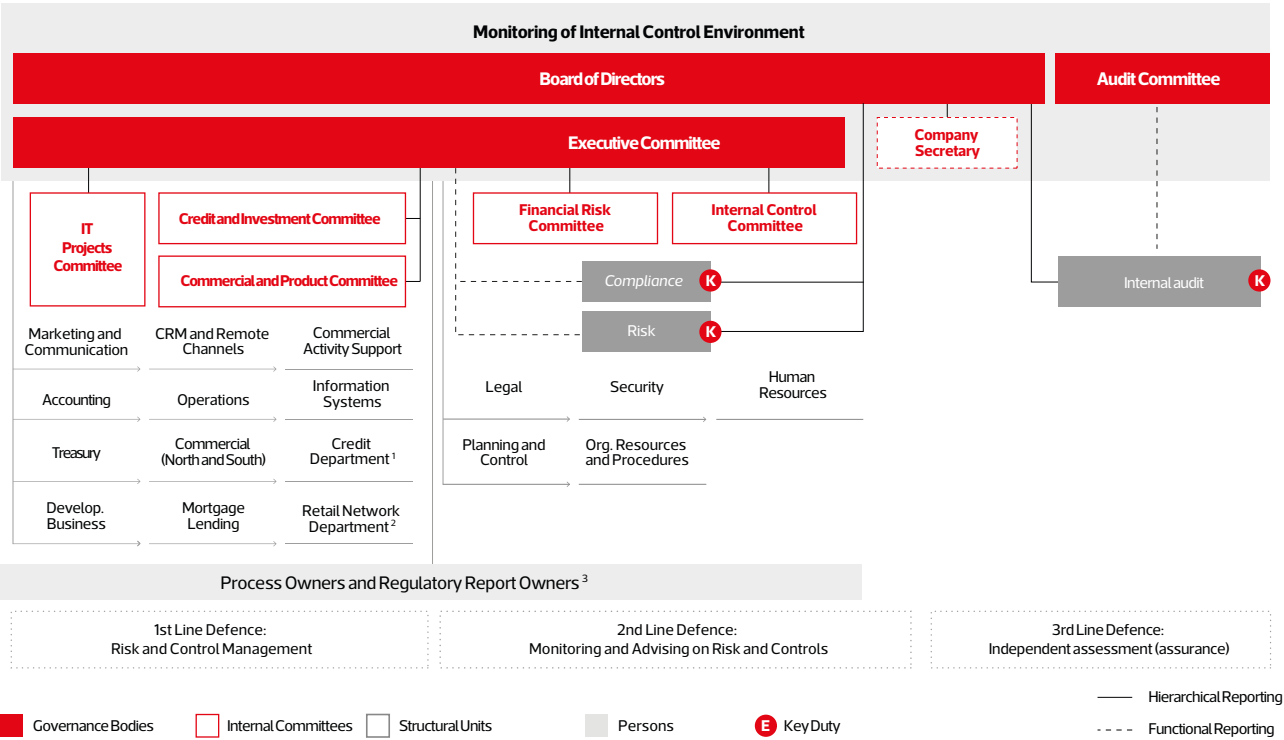 Monitoring of Internal Control Environment
Board of Directors
Audit Committee
Executive Committee
Company
Secretary
IT
Projects
Committee
Credit and Investment Committee
Commercial and Product Committee
Financial Risk
Committee
Internal Control
Committee
Compliance
K
Risk
K
Internal audit
K
Marketing and
Communication
CRM and Remote
Channels
Commercial
Activity Support
Accounting
Operations
Information
Systems
Treasury
Commercial
(North and South)
Credit
Department 1
Develop.
Business
Mortgage
Lending
Retail Network
Department 2
Legal
Security
Human
Resources
Planning and
Control
Org. Resources
and Procedures
Process Owners and Regulatory Report Owners 3
1st Line Defence:
Risk and Control Management
2nd Line Defence:
Monitoring and Advising on Risk and Controls
3rd Line Defence:
Independent assessment (assurance)
Governance Bodies
Internal Committees
Structural Units
Persons
E
Key Duty
Hierarchical Reporting
Functional Reporting